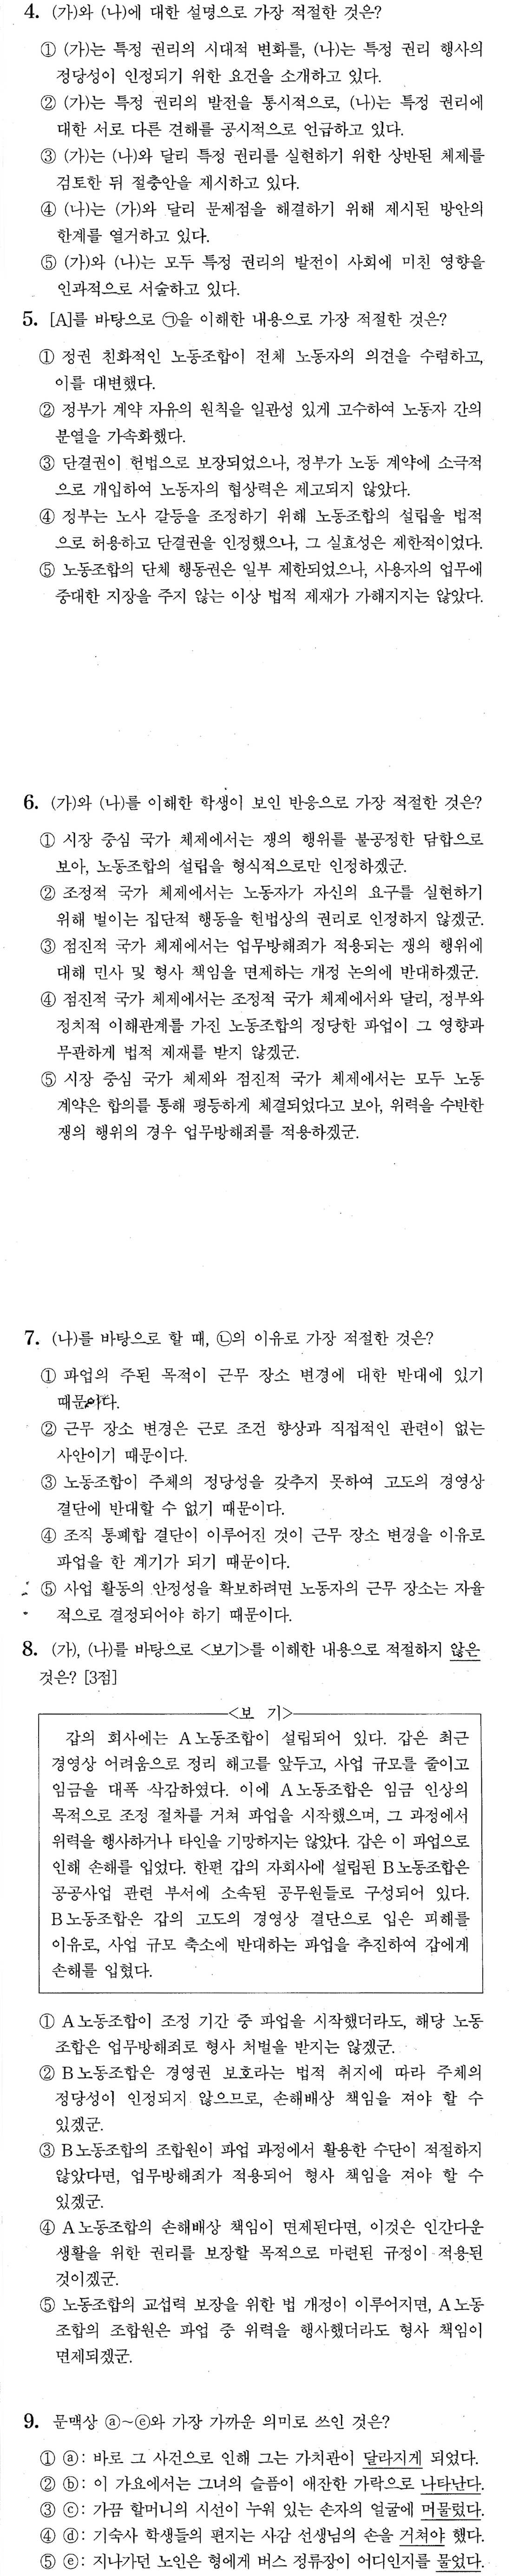 4. (가)와 (나)에 대한 설명으로 가장 적절한 것은?
① (가)는 특정 권리의 시대적 변화를, (나)는 특정 권리 행사의
정당성이 인정되기 위한 요건을 소개하고 있다.
② (가)는 특정 권리의 발전을 통시적으로, (나)는 특정 권리에
대한 서로 다른 견해를 공시적으로 언급하고 있다.
③ (가)는 (나)와 달리 특정 권리를 실현하기 위한 상반된 체제를
검토한 뒤 절충안을 제시하고 있다.
④ (나)는 (가)와 달리 문제점을 해결하기 위해 제시된 방안의
한계를 열거하고 있다.
⑤ (가)와 (나)는 모두 특정 권리의 발전이 사회에 미친 영향을
인과적으로 서술하고 있다.
5. [A]를 바탕으로 ㉠을 이해한 내용으로 가장 적절한 것은?
① 정권 친화적인 노동조합이 전체 노동자의 의견을 수렴하고,
이를 대변했다.
② 정부가 계약 자유의 원칙을 일관성 있게 고수하여 노동자 간의
분열을 가속화했다.
③ 단결권이 헌법으로 보장되었으나, 정부가 노동 계약에 소극적
으로 개입하여 노동자의 협상력은 제고되지 않았다.
④ 정부는 노사 갈등을 조정하기 위해 노동조합의 설립을 법적
으로 허용하고 단결권을 인정했으나, 그 실효성은 제한적이었다.
⑤ 노동조합의 단체 행동권은 일부 제한되었으나, 사용자의 업무에
중대한 지장을 주지 않는 이상 법적 제재가 가해지지는 않았다.
6. (가)와 (나)를 이해한 학생이 보인 반응으로 가장 적절한 것은?
① 시장 중심 국가 체제에서는 쟁의 행위를 불공정한 담합으로
보아, 노동조합의 설립을 형식적으로만 인정하겠군.
② 조정적 국가 체제에서는 노동자가 자신의 요구를 실현하기
위해 벌이는 집단적 행동을 헌법상의 권리로 인정하지 않겠군.
③ 점진적 국가 체제에서는 업무방해죄가 적용되는 쟁의 행위에
대해 민사 및 형사 책임을 면제하는 개정 논의에 반대하겠군.
④ 점진적 국가 체제에서는 조정적 국가 체제에서와 달리, 정부와
정치적 이해관계를 가진 노동조합의 정당한 파업이 그 영향과
무관하게 법적 제재를 받지 않겠군.
⑤ 시장 중심 국가 체제와 점진적 국가 체제에서는 모두 노동
계약은 합의를 통해 평등하게 체결되었다고 보아, 위력을 수반한
쟁의 행위의 경우 업무방해죄를 적용하겠군.
7. (나)를 바탕으로 할 때, ㉡의 이유로 가장 적절한 것은?
① 파업의 주된 목적이 근무 장소 변경에 대한 반대에 있기
때문이다.
② 근무 장소 변경은 근로 조건 향상과 직접적인 관련이 없는
사안이기 때문이다.
③ 노동조합이 주체의 정당성을 갖추지 못하여 고도의 경영상
결단에 반대할 수 없기 때문이다.
④ 조직 통폐합 결단이 이루어진 것이 근무 장소 변경을 이유로
파업을 한 계기가 되기 때문이다.
⑤ 사업 활동의 안정성을 확보하려면 노동자의 근무 장소는 자율
적으로 결정되어야 하기 때문이다.
8. (가), (나)를 바탕으로 <보기>를 이해한 내용으로 적절하지 않은
것은? [3점]
<보 기>
갑의 회사에는 A노동조합이 설립되어 있다. 갑은 최근
경영상 어려움으로 정리 해고를 앞두고, 사업 규모를 줄이고
임금을 대폭 삭감하였다. 이에 A노동조합은 임금 인상의
목적으로 조정 절차를 거쳐 파업을 시작했으며, 그 과정에서
위력을 행사하거나 타인을 기망하지는 않았다. 갑은 이 파업으로
인해 손해를 입었다. 한편 갑의 자회사에 설립된 B노동조합은
공공사업 관련 부서에 소속된 공무원들로 구성되어 있다.
B노동조합은 갑의 고도의 경영상 결단으로 입은 피해를
이유로, 사업 규모 축소에 반대하는 파업을 추진하여 갑에게
손해를 입혔다.
① A노동조합이 조정 기간 중 파업을 시작했더라도, 해당 노동
조합은 업무방해죄로 형사 처벌을 받지는 않겠군.
② B노동조합은 경영권 보호라는 법적 취지에 따라 주체의
정당성이 인정되지 않으므로, 손해배상 책임을 져야 할 수
있겠군.
③ B노동조합의 조합원이 파업 과정에서 활용한 수단이 적절하지
않았다면, 업무방해죄가 적용되어 형사 책임을 져야 할 수
있겠군.
④ A노동조합의 손해배상 책임이 면제된다면, 이것은 인간다운
생활을 위한 권리를 보장할 목적으로 마련된 규정이 적용된
것이겠군.
⑤ 노동조합의 교섭력 보장을 위한 법 개정이 이루어지면, A노동
조합의 조합원은 파업 중 위력을 행사했더라도 형사 책임이
면제되겠군.
9. 문맥상 ⓐ~ⓔ와 가장 가까운 의미로 쓰인 것은?
① ⓐ: 바로 그 사건으로 인해 그는 가치관이 달라지게 되었다.
② ⓑ: 이 가요에서는 그녀의 슬픔이 애잔한 가락으로 나타난다.
③ ⓒ: 가끔 할머니의 시선이 누워 있는 손자의 얼굴에 머물렀다.
④ ⓓ: 기숙사 학생들의 편지는 사감 선생님의 손을 거쳐야 했다.
⑤ ⓔ: 지나가던 노인은 형에게 버스 정류장이 어디인지를 물었다.